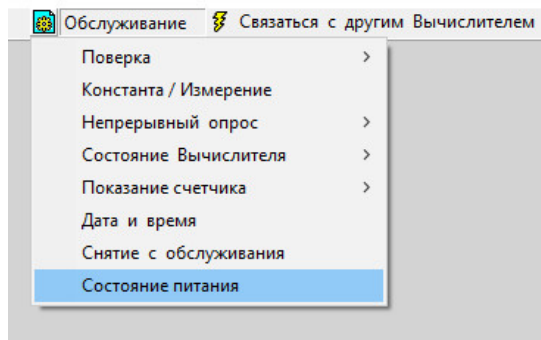 Обслуживание Связаться с другим Вычислителем
Поверка
Константа / Измерение
Непрерывный опрос
Состояние Вычислителя
Показание счетчика
Дата и время
Снятие с обслуживания
Состояние питания